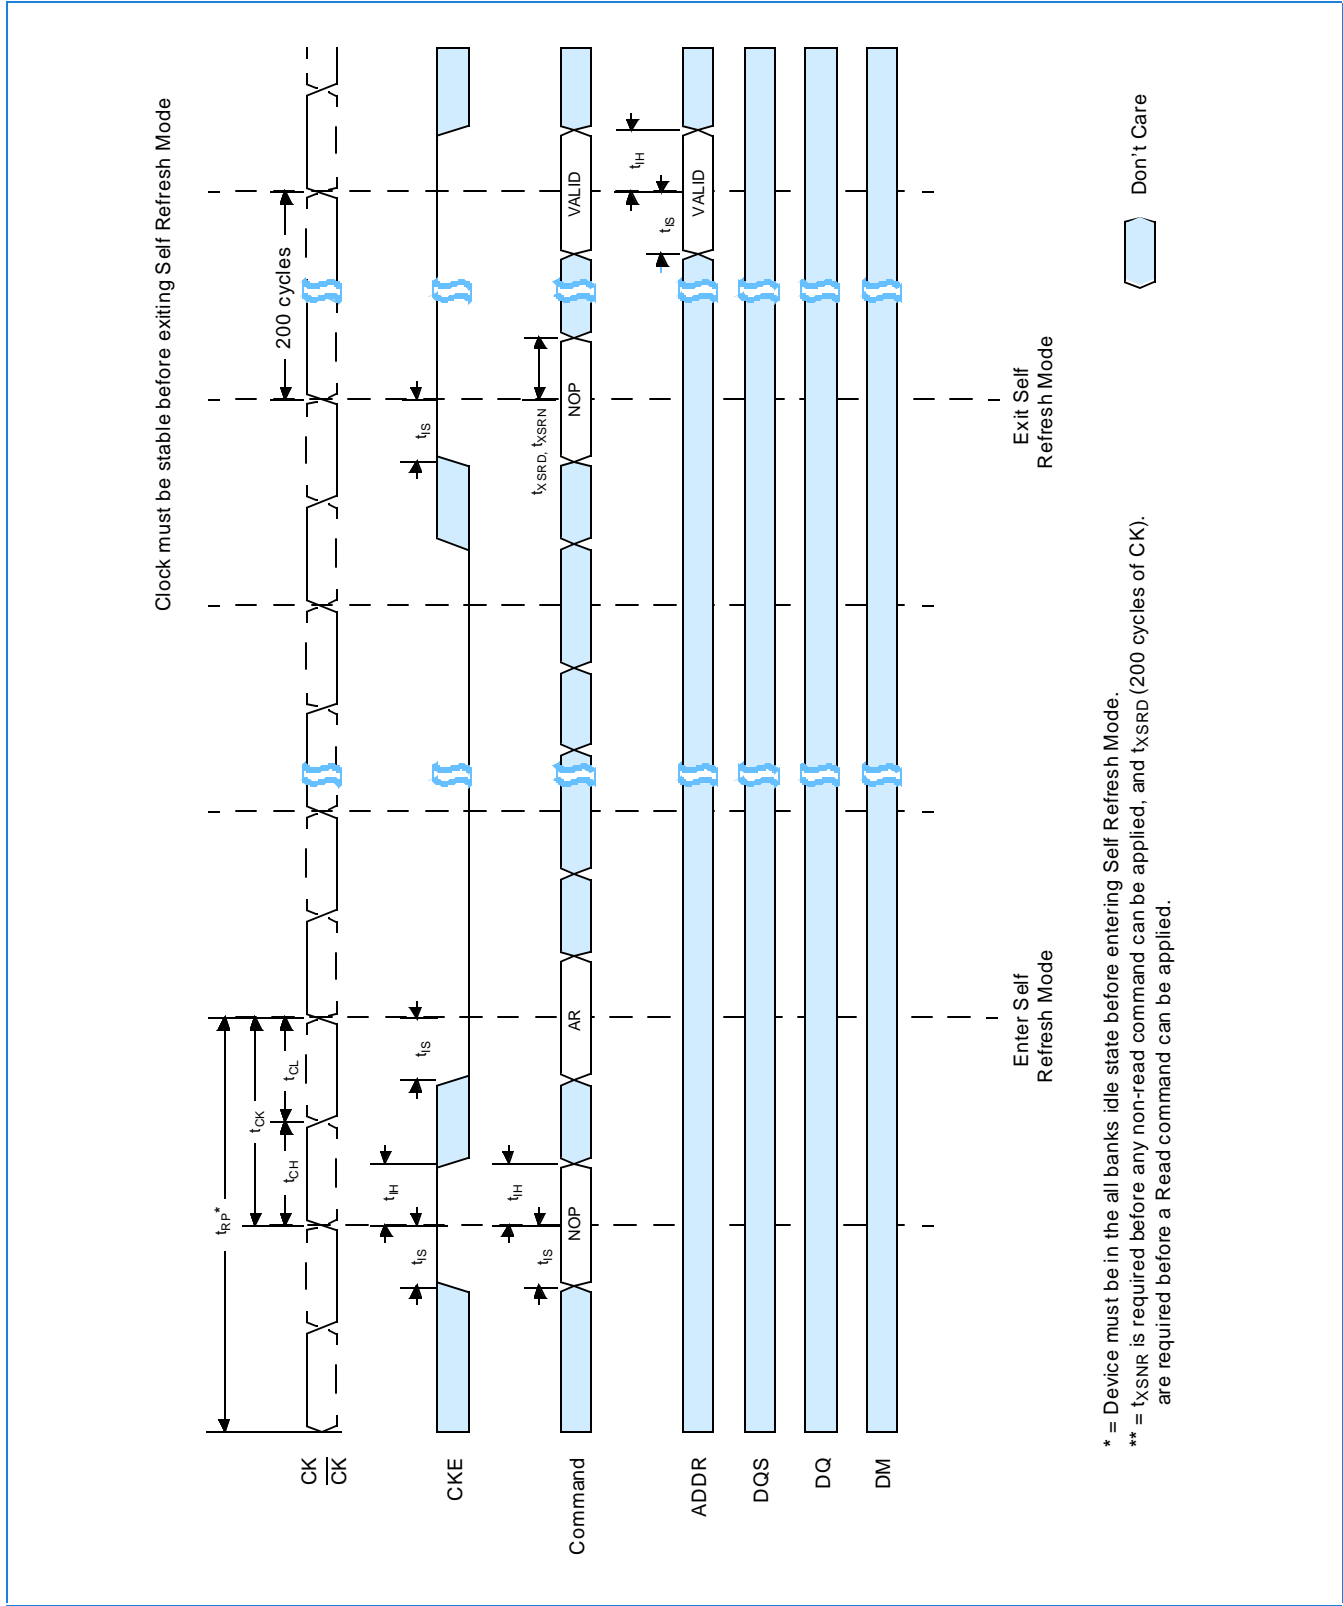 Clock must be stable before exiting Self Refresh Mode
tRP*
tCK
tCH
tCL
200 cycles
CK
CK
tIS
tIH
tIS
tIS
CKE
tIS
tIH
tXSRD, tXSRN
NOP
AR
NOP
VALID
Command
tIS
tIH
VALID
ADDR
DQS
DQ
DM
Enter Self
Refresh Mode
Exit Self
Refresh Mode
Don't Care
* = Device must be in the all banks idle state before entering Self Refresh Mode.
** = tXSNR is required before any non-read command can be applied, and tXSRD (200 cycles of CK).
are required before a Read command can be applied.